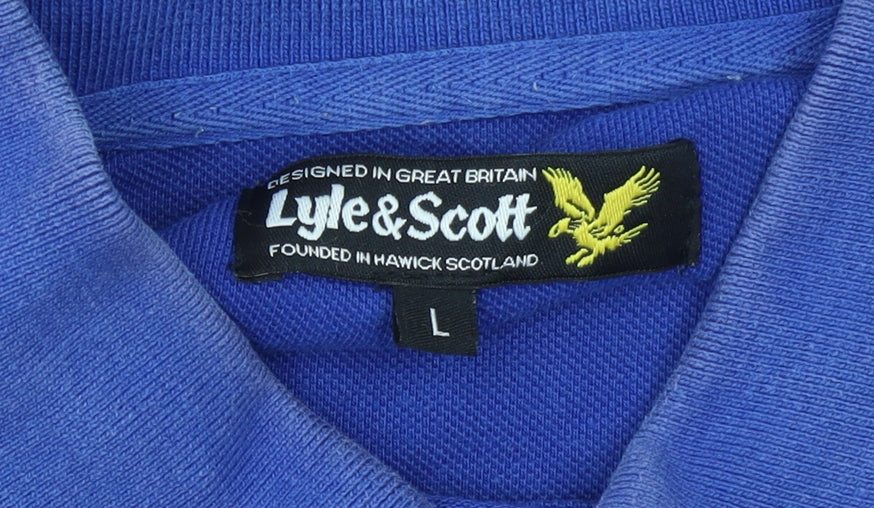 DESIGNED IN GREAT BRITAIN
Lyle & Scott
FOUNDED IN HAWICK SCOTLAND
L